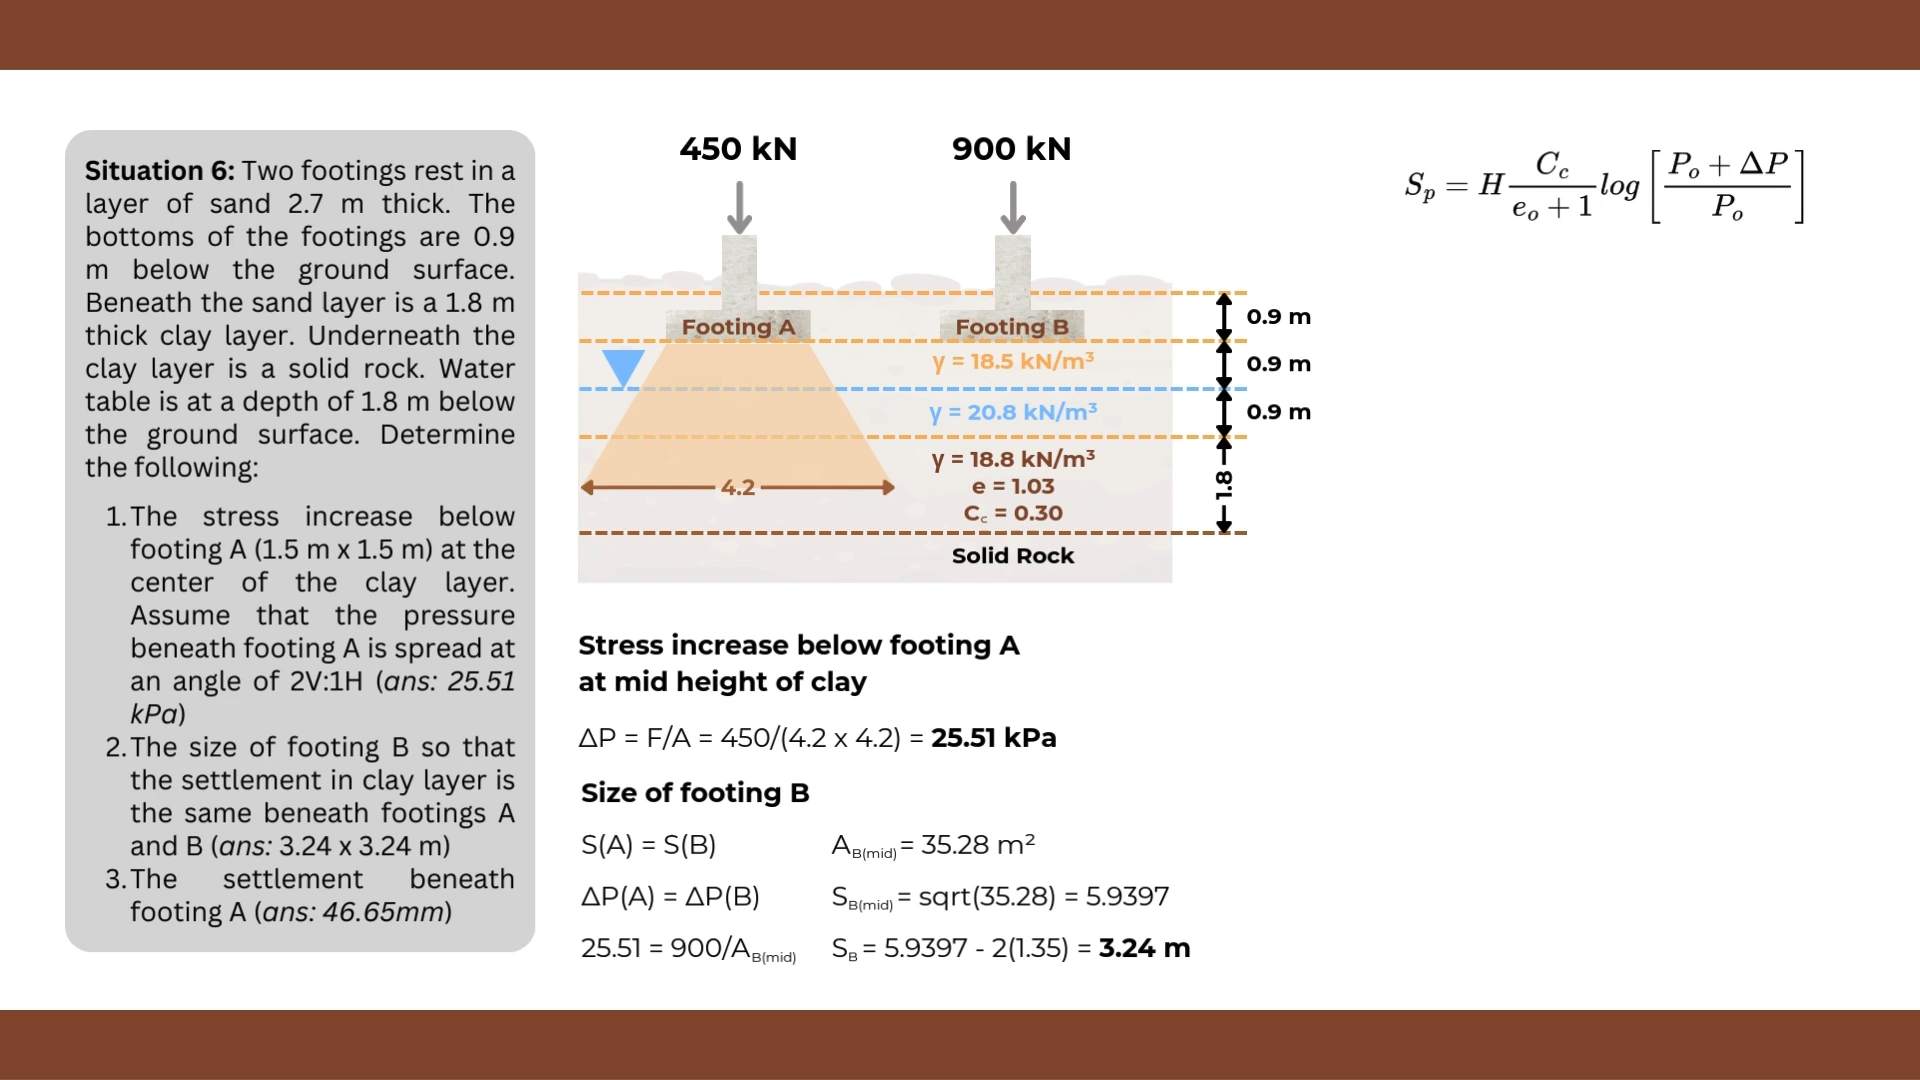 Situation 6: Two footings rest in a
layer of sand 2.7 m thick. The
bottoms of the footings are 0.9
m below the ground surface.
Beneath the sand layer is a 1.8 m
thick clay layer. Underneath the
clay layer is a solid rock. Water
table is at a depth of 1.8 m below
the ground surface. Determine
the following:
1. The stress increase below
footing A (1.5 m x 1.5 m) at the
center of the clay layer.
Assume that the pressure
beneath footing A is spread at
an angle of 2V:1H (ans: 25.51
kPa)
2. The size of footing B so that
the settlement in clay layer is
the same beneath footings A
and B (ans: 3.24 x 3.24 m)
3. The settlement beneath
footing A (ans: 46.65mm)
450 kN
900 kN
Footing A
Footing B
γ = 18.5 kN/m³
γ = 20.8 kN/m³
γ = 18.8 kN/m³
e = 1.03
C꜀ = 0.30
Solid Rock
4.2
0.9 m
0.9 m
0.9 m
1.8
Stress increase below footing A
at mid height of clay
ΔP = F/A = 450/(4.2 x 4.2) = 25.51 kPa
Size of footing B
S(A) = S(B)
ΔP(A) = ΔP(B)
25.51 = 900/A_B(mid)
A_B(mid) = 35.28 m²
S_B(mid) = sqrt(35.28) = 5.9397
S_B = 5.9397 - 2(1.35) = 3.24 m
S_p = H C_c/(e_o + 1) log [(P_o + ΔP)/P_o]